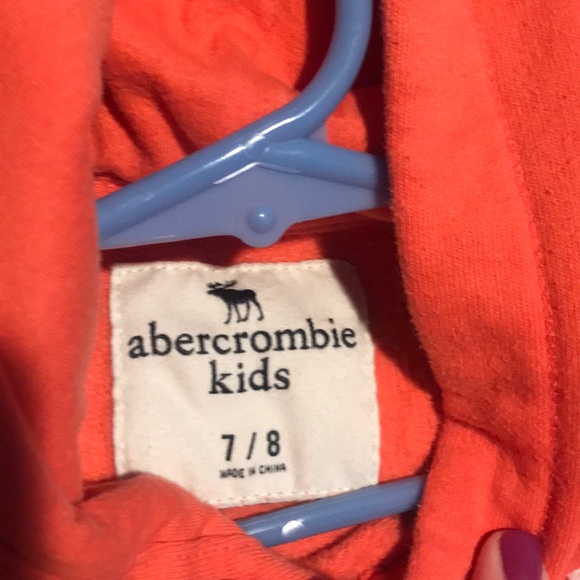 abercrombie
kids
7 / 8
MADE IN CHINA